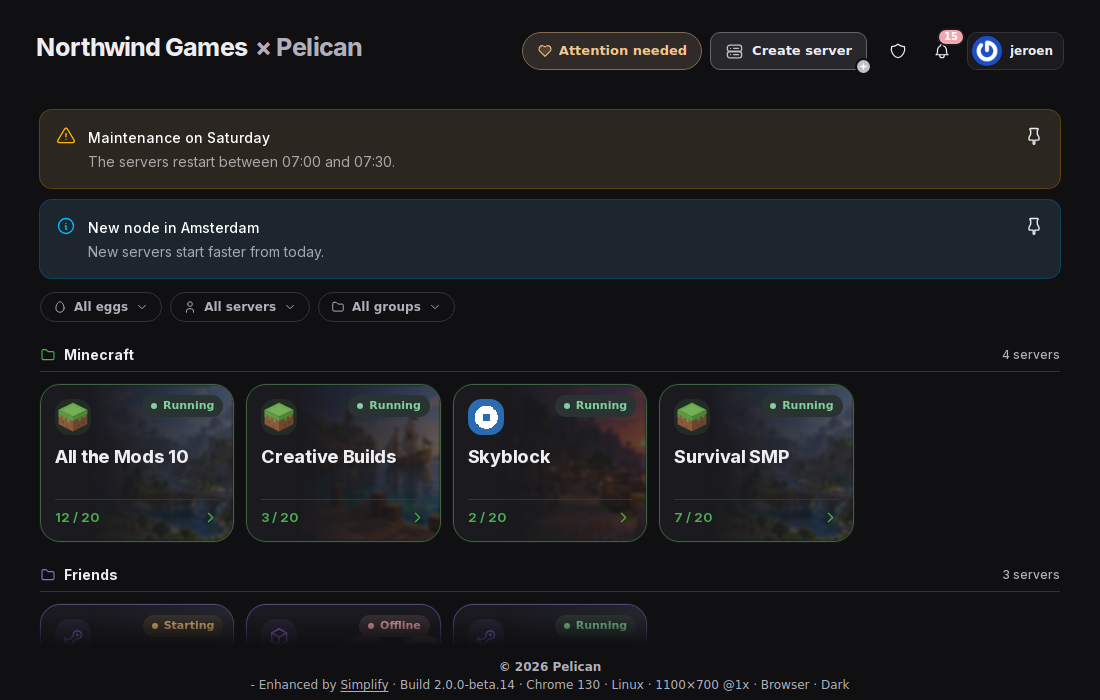 Northwind Games × Pelican
Attention needed
Create server
15
jeroen
Maintenance on Saturday
The servers restart between 07:00 and 07:30.
New node in Amsterdam
New servers start faster from today.
All eggs
All servers
All groups
Minecraft
4 servers
Running
All the Mods 10
12 / 20
Running
Creative Builds
3 / 20
Running
Skyblock
2 / 20
Running
Survival SMP
7 / 20
Friends
3 servers
Starting
Offline
Running
© 2026 Pelican
- Enhanced by Simplify · Build 2.0.0-beta.14 · Chrome 130 · Linux · 1100×700 @1x · Browser · Dark